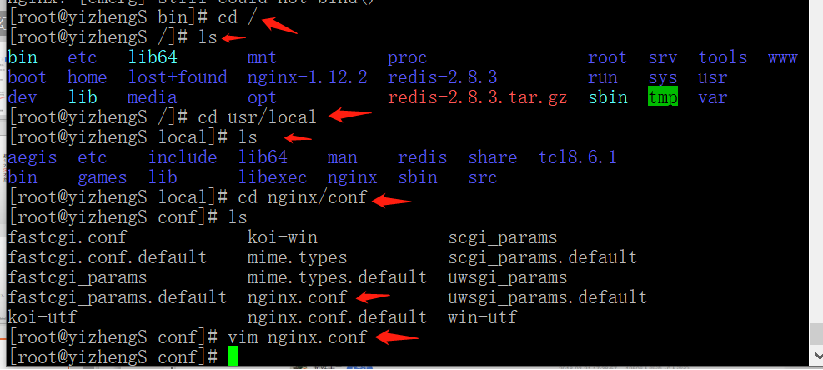 nginx: [emerg] still could not bind()
[root@yizhengS bin]# cd /
[root@yizhengS /]# ls
bin etc lib64 mnt proc root srv tools www
boot home lost+found nginx-1.12.2 redis-2.8.3 run sys usr
dev lib media opt redis-2.8.3.tar.gz sbin tmp var
[root@yizhengS /]# cd usr/local
[root@yizhengS local]# ls
aegis etc include lib64 man redis share tcl8.6.1
bin games lib libexec nginx sbin src
[root@yizhengS local]# cd nginx/conf
[root@yizhengS conf]# ls
fastcgi.conf koi-win scgi_params
fastcgi.conf.default mime.types scgi_params.default
fastcgi_params mime.types.default uwsgi_params
fastcgi_params.default nginx.conf uwsgi_params.default
koi-utf nginx.conf.default win-utf
[root@yizhengS conf]# vim nginx.conf
[root@yizhengS conf]#